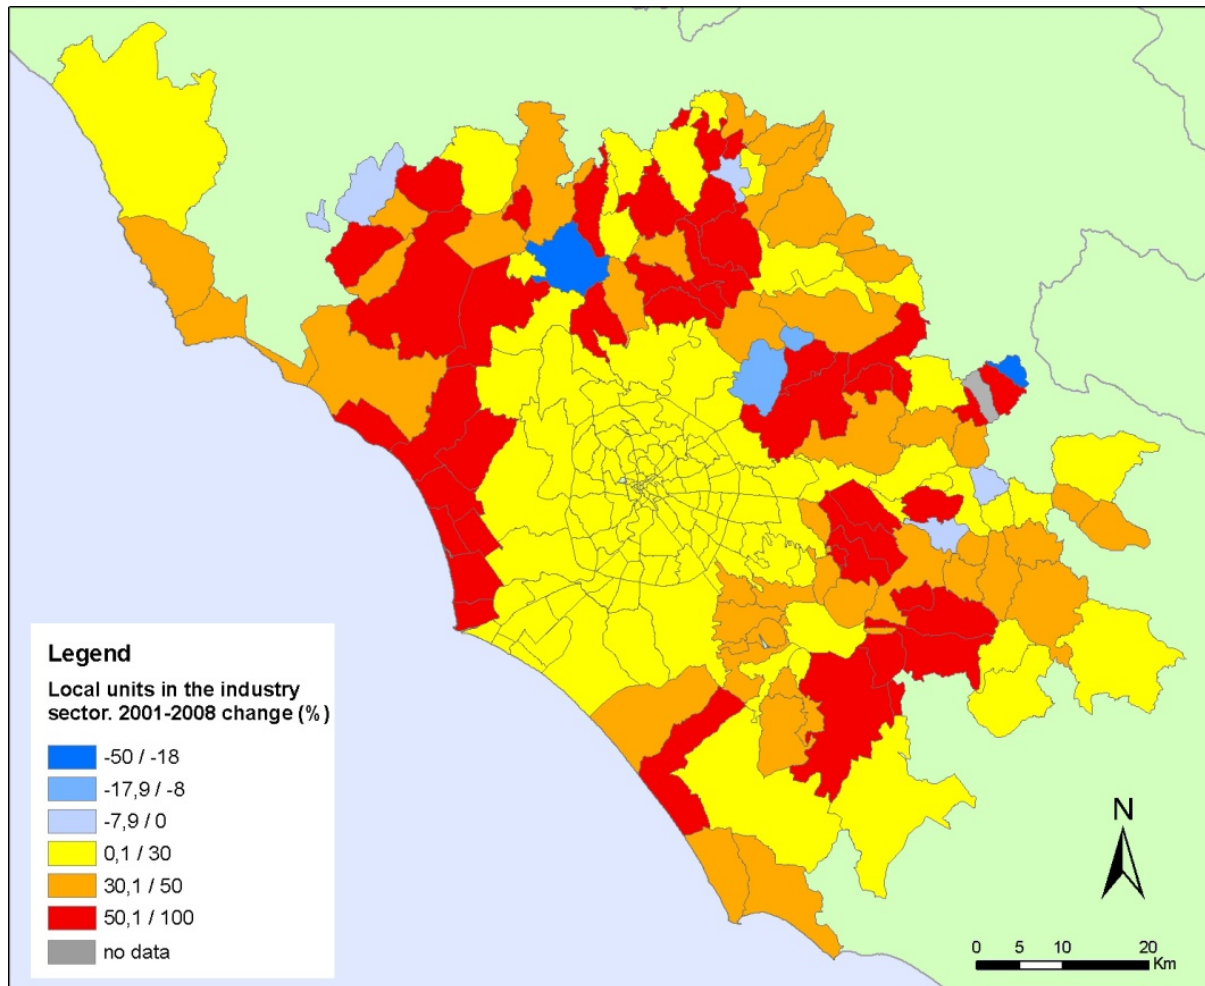 Legend
Local units in the industry
sector. 2001-2008 change (%)
-50 / -18
-17,9 / -8
-7,9 / 0
0,1 / 30
30,1 / 50
50,1 / 100
no data
N
0 5 10 20
Km